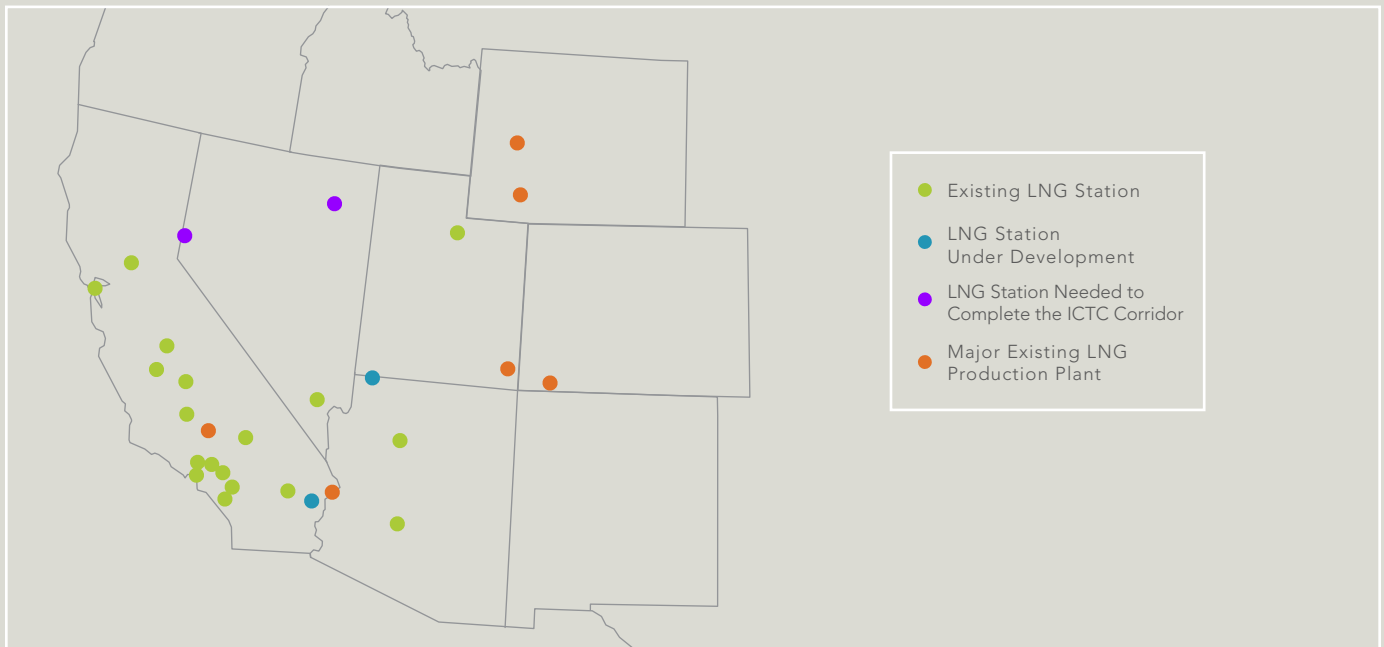 Existing LNG Station
LNG Station
Under Development
LNG Station Needed to
Complete the ICTC Corridor
Major Existing LNG
Production Plant